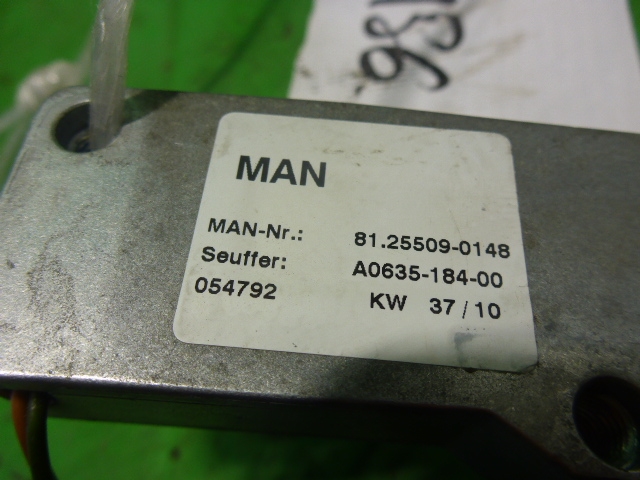 MAN
MAN-Nr.: 81.25509-0148
Seuffer: A0635-184-00
054792 KW 37 / 10